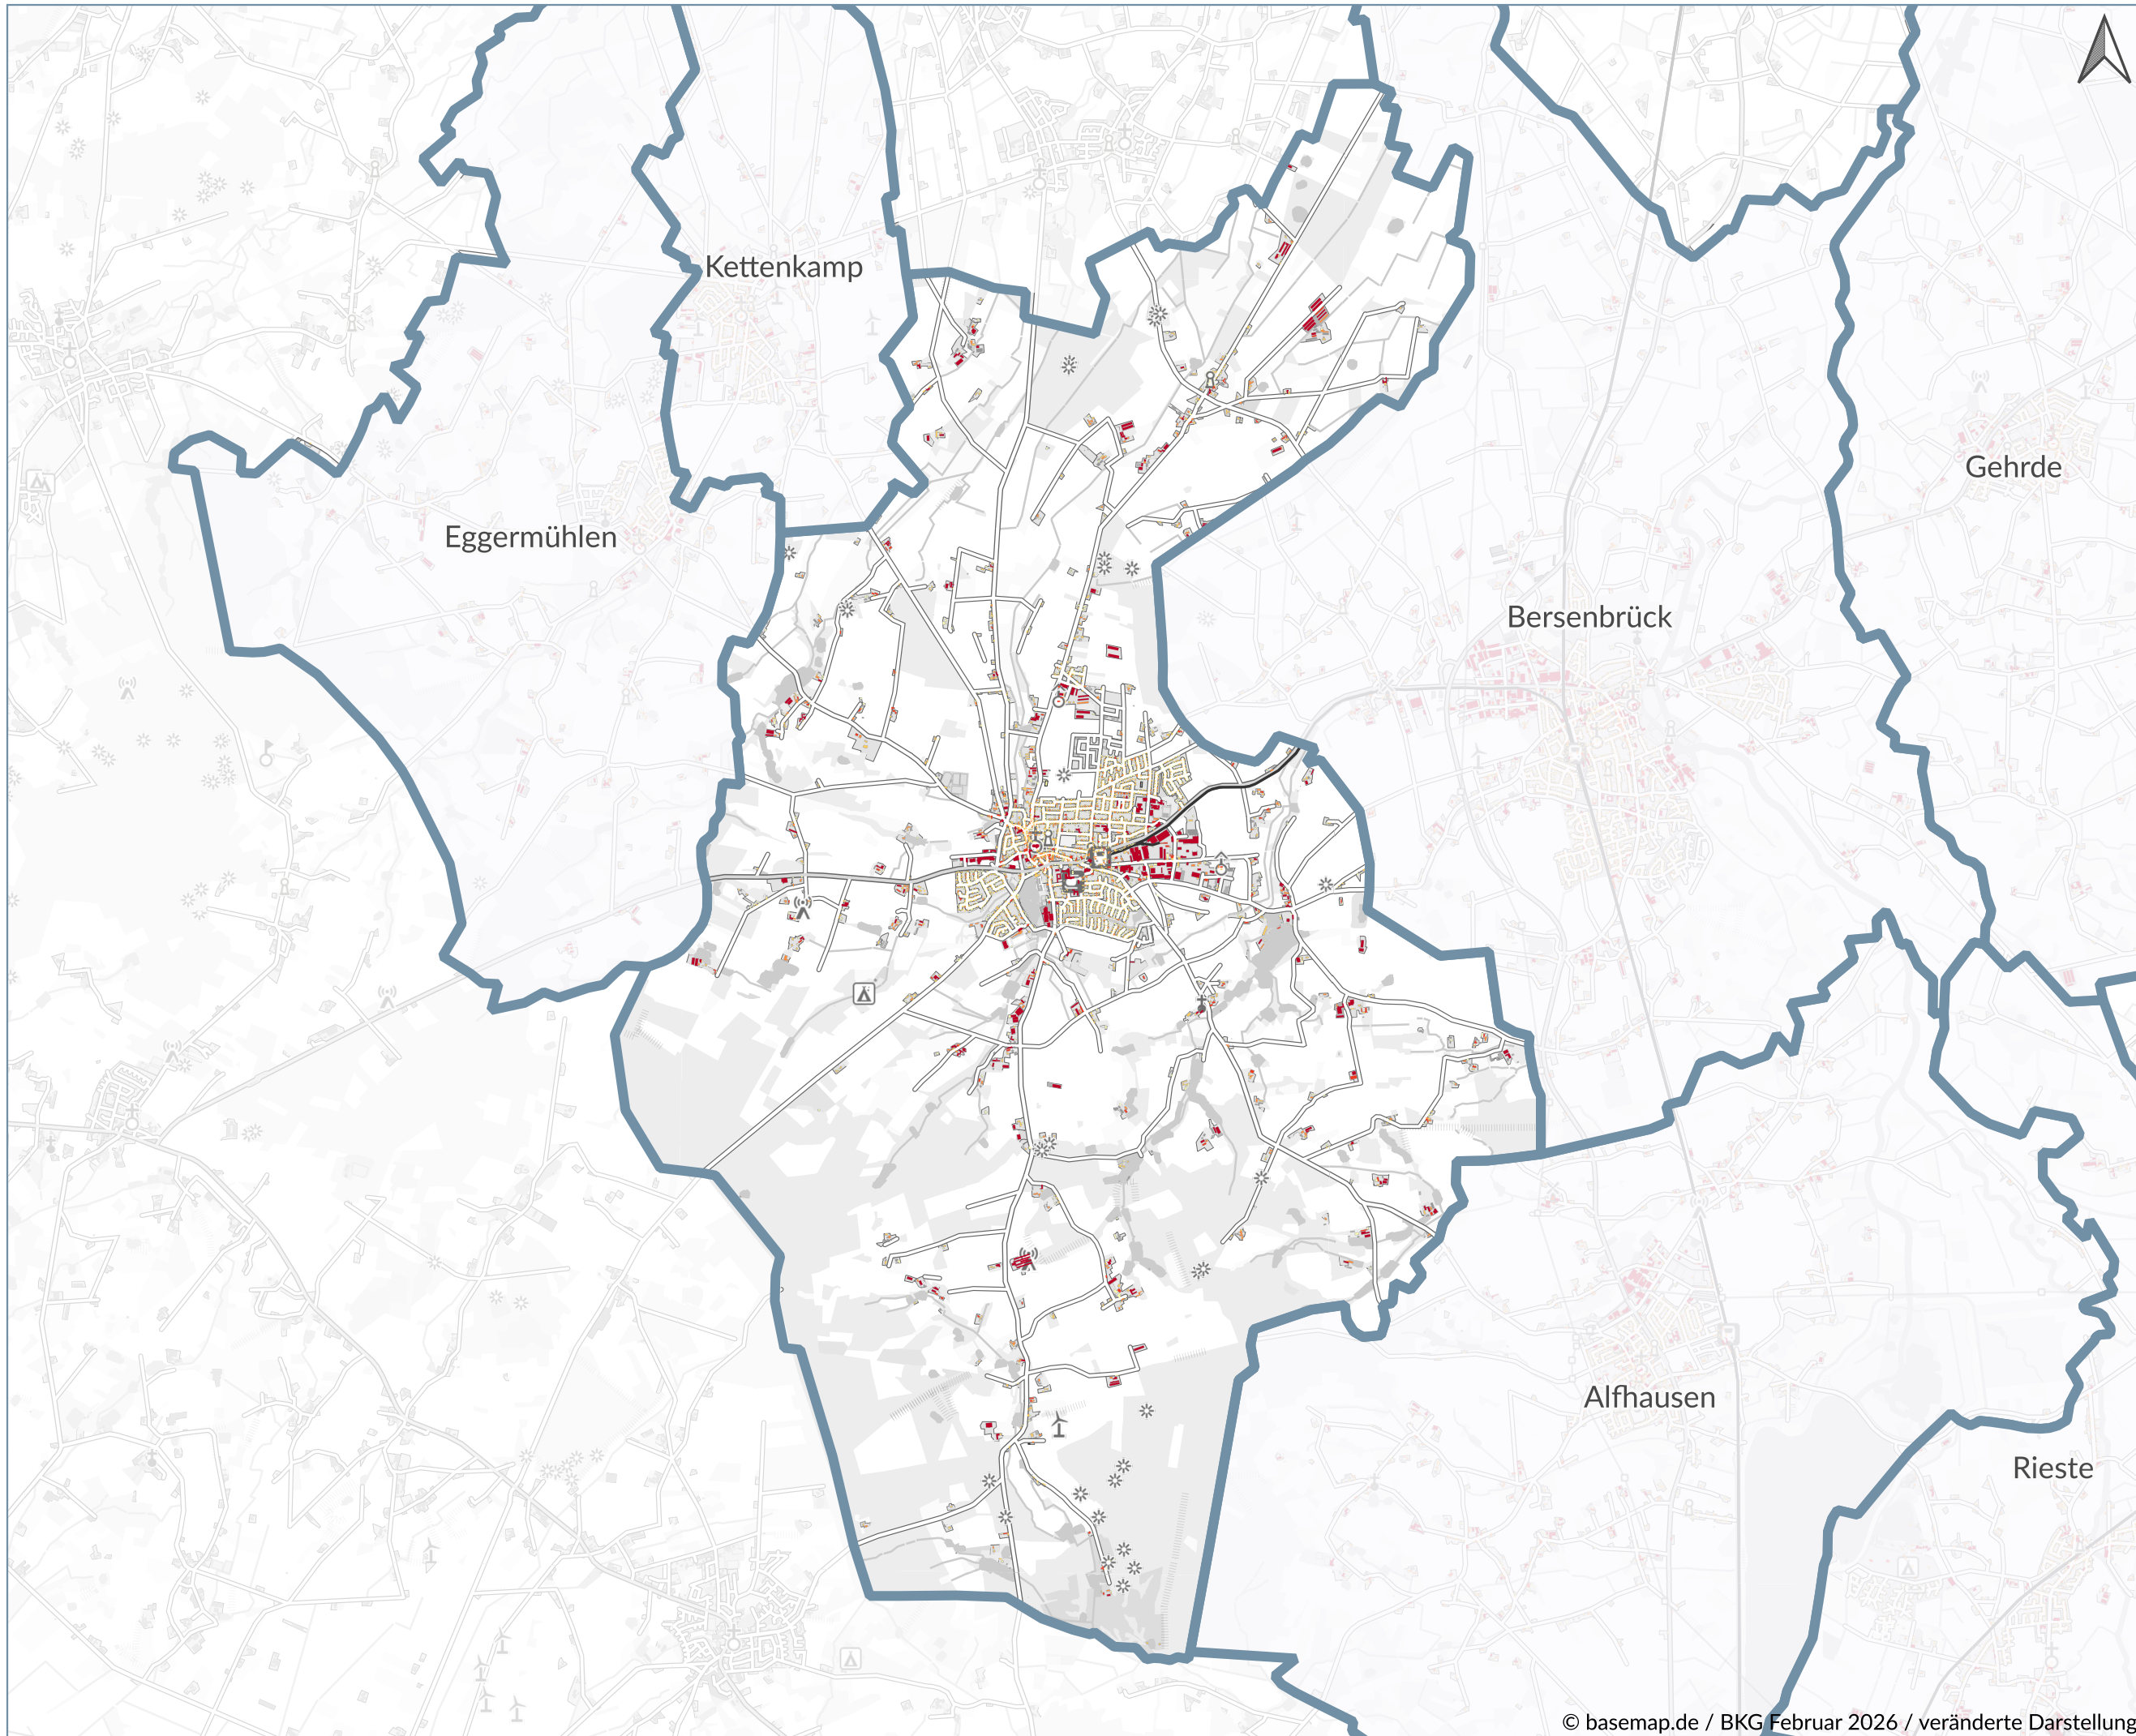 Kettenkamp
Gehrde
Eggermühlen
Bersenbrück
Alfhausen
Rieste
© basemap.de / BKG Februar 2026 / veränderte Darstellung